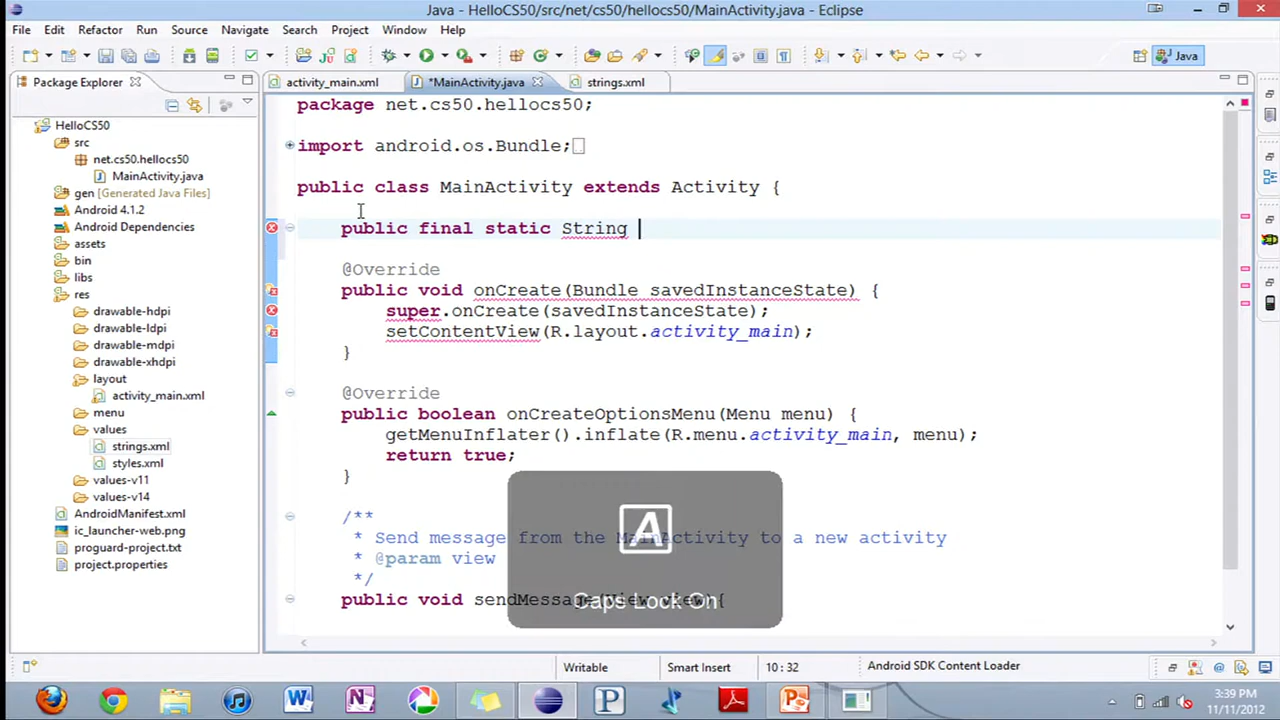 Java - HelloCS50/src/net/cs50/hellocs50/MainActivity.java - Eclipse
File Edit Refactor Run Source Navigate Search Project Window Help
Java
Package Explorer
activity_main.xml *MainActivity.java strings.xml
HelloCS50
src
net.cs50.hellocs50
MainActivity.java
gen [Generated Java Files]
Android 4.1.2
Android Dependencies
assets
bin
libs
res
drawable-hdpi
drawable-ldpi
drawable-mdpi
drawable-xhdpi
layout
activity_main.xml
menu
values
strings.xml
styles.xml
values-v11
values-v14
AndroidManifest.xml
ic_launcher-web.png
proguard-project.txt
project.properties
package net.cs50.hellocs50;
import android.os.Bundle;
public class MainActivity extends Activity {
public final static String
@Override
public void onCreate(Bundle savedInstanceState) {
super.onCreate(savedInstanceState);
setContentView(R.layout.activity_main);
}
@Override
public boolean onCreateOptionsMenu(Menu menu) {
getMenuInflater().inflate(R.menu.activity_main, menu);
return true;
}
/**
* Send message from the MainActivity to a new activity
* @param view
*/
public void sendMessage(View view){
A
Caps Lock On
Writable Smart Insert 10 : 32 Android SDK Content Loader
3:39 PM
11/11/2012